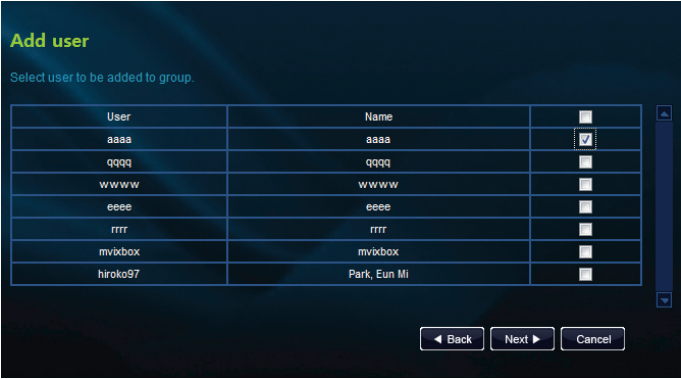 Add user
Select user to be added to group.
User Name
aaaa aaaa
qqqq qqqq
wwww wwww
eeee eeee
rrrr rrrr
mvixbox mvixbox
hiroko97 Park, Eun Mi
Back Next Cancel